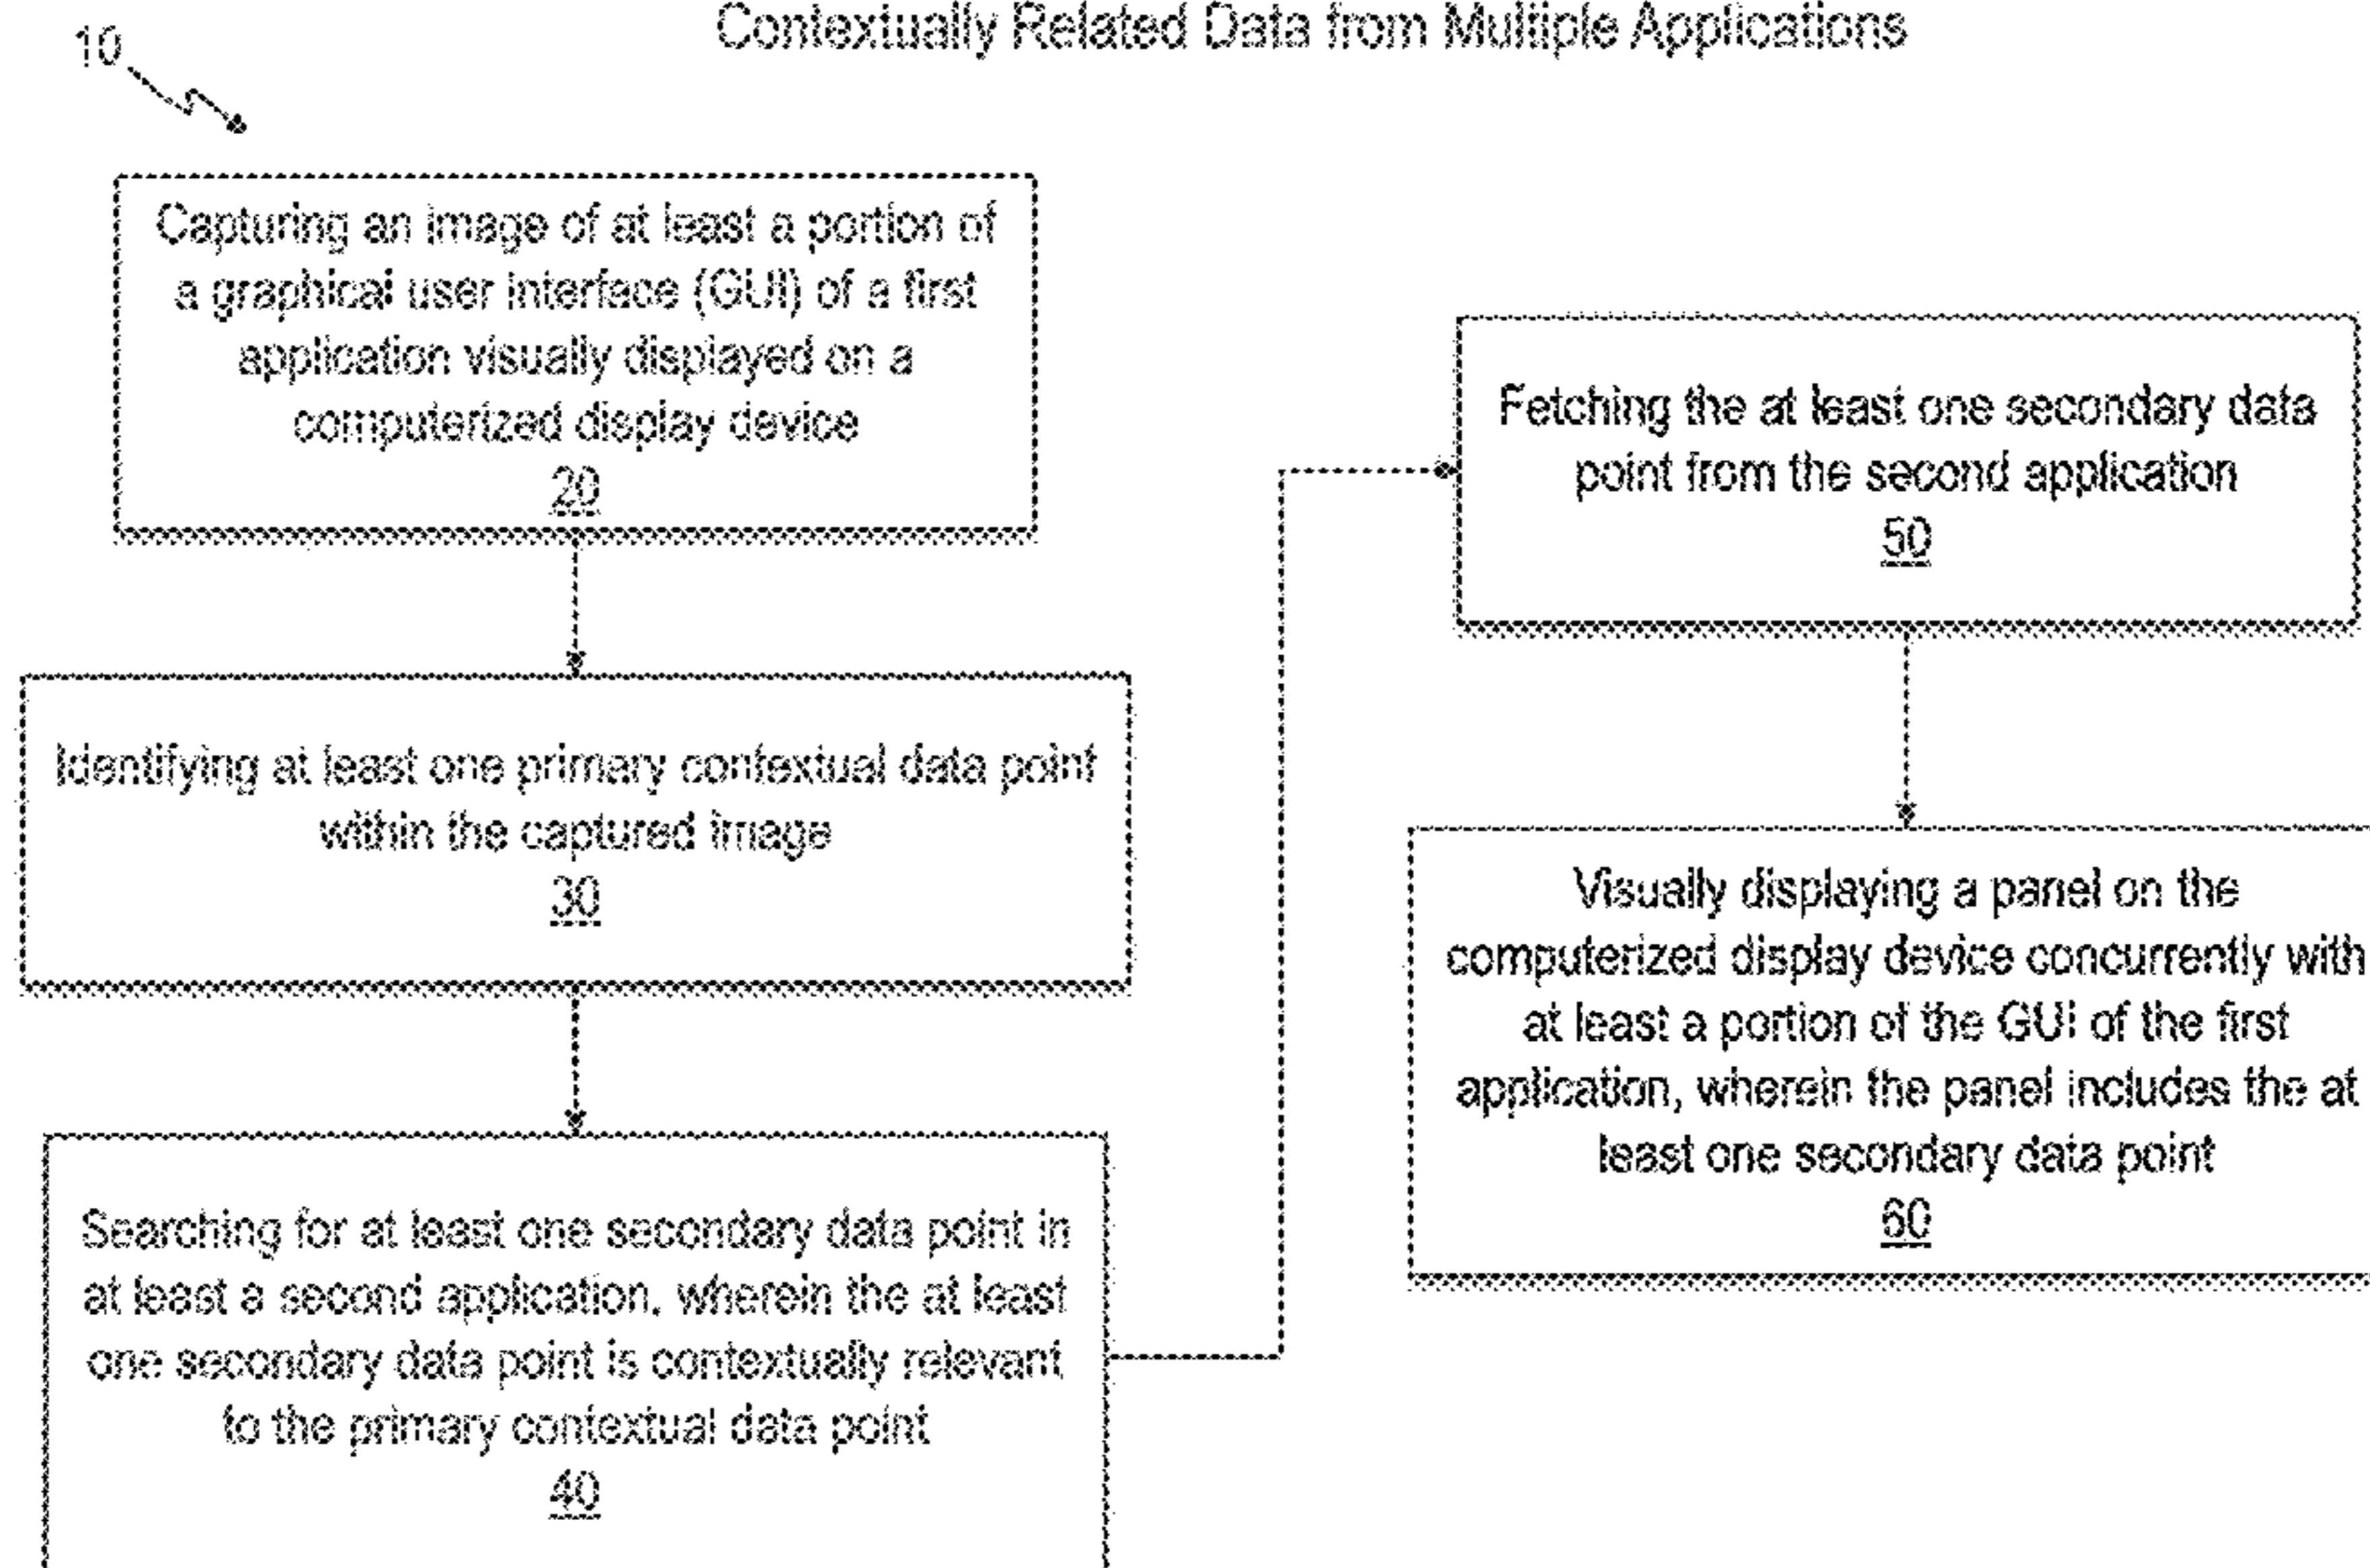 Contextually Related Data from Multiple Applications
10
Capturing an image of at least a portion of
a graphical user interface (GUI) of a first
application visually displayed on a
computerized display device
20
Identifying at least one primary contextual data point
within the captured image
30
Searching for at least one secondary data point in
at least a second application, wherein the at least
one secondary data point is contextually relevant
to the primary contextual data point
40
Fetching the at least one secondary data
point from the second application
50
Visually displaying a panel on the
computerized display device concurrently with
at least a portion of the GUI of the first
application, wherein the panel includes the at
least one secondary data point
60